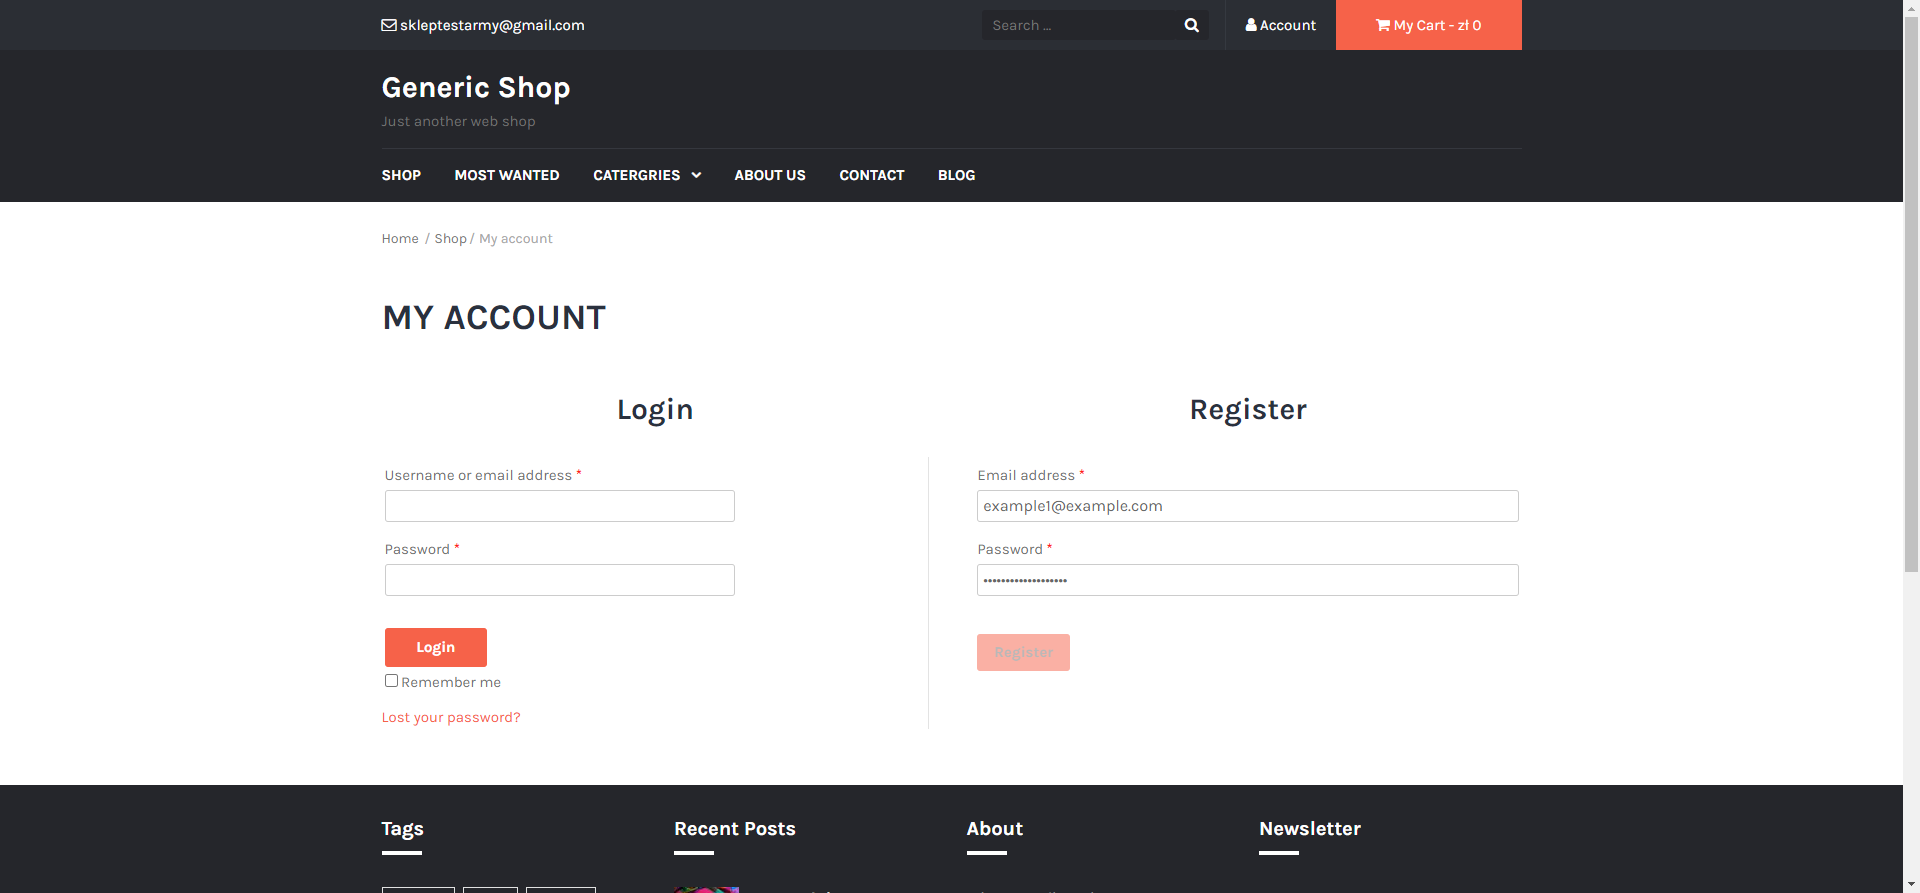 skleptestarmy@gmail.com
Search ...
Account
My Cart - zł 0
Generic Shop
Just another web shop
SHOP MOST WANTED CATERGRIES ABOUT US CONTACT BLOG
Home / Shop / My account
MY ACCOUNT
Login
Username or email address *
Password *
Login
Remember me
Lost your password?
Register
Email address *
example1@example.com
Password *
Register
Tags
Recent Posts
About
Newsletter